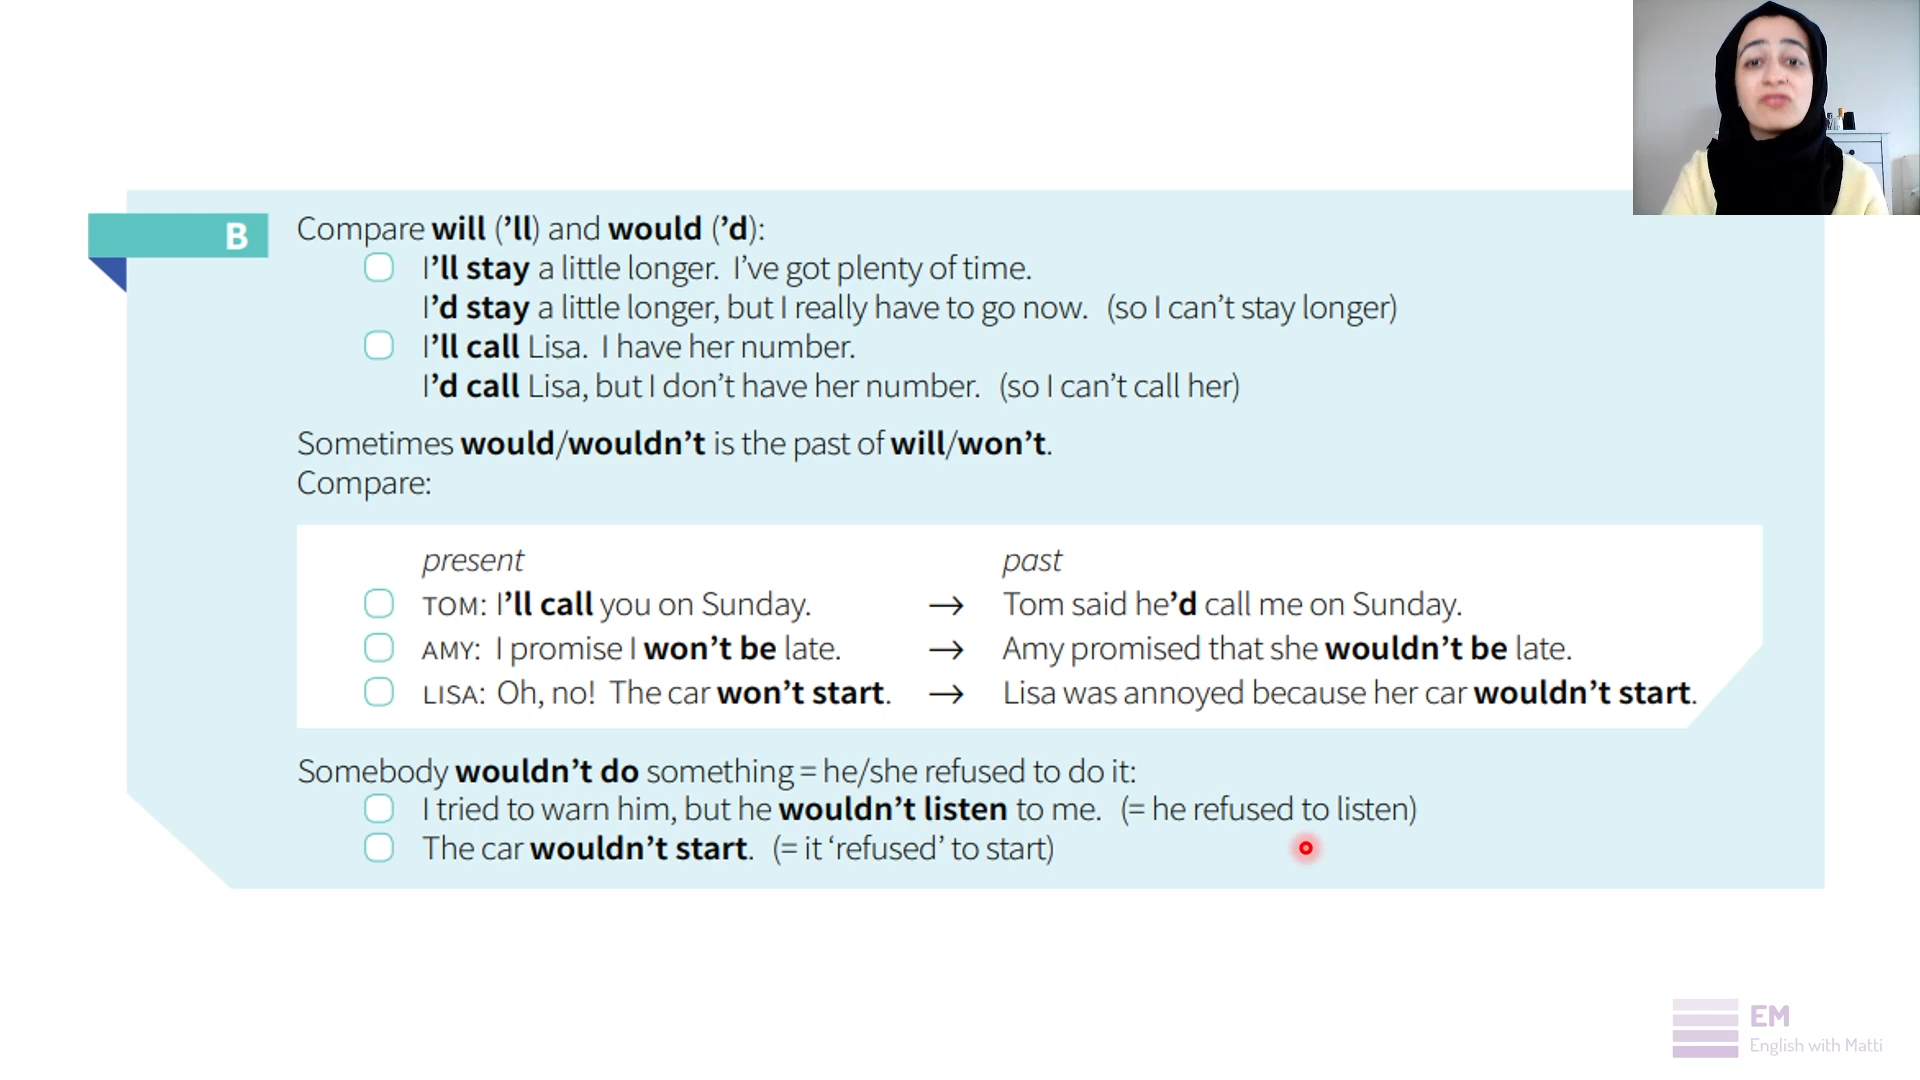 B
Compare will (’ll) and would (’d):
I’ll stay a little longer. I’ve got plenty of time.
I’d stay a little longer, but I really have to go now. (so I can’t stay longer)
I’ll call Lisa. I have her number.
I’d call Lisa, but I don’t have her number. (so I can’t call her)
Sometimes would/wouldn’t is the past of will/won’t.
Compare:
present past
TOM: I’ll call you on Sunday. → Tom said he’d call me on Sunday.
AMY: I promise I won’t be late. → Amy promised that she wouldn’t be late.
LISA: Oh, no! The car won’t start. → Lisa was annoyed because her car wouldn’t start.
Somebody wouldn’t do something = he/she refused to do it:
I tried to warn him, but he wouldn’t listen to me. (= he refused to listen)
The car wouldn’t start. (= it ‘refused’ to start)
EM
English with Matti